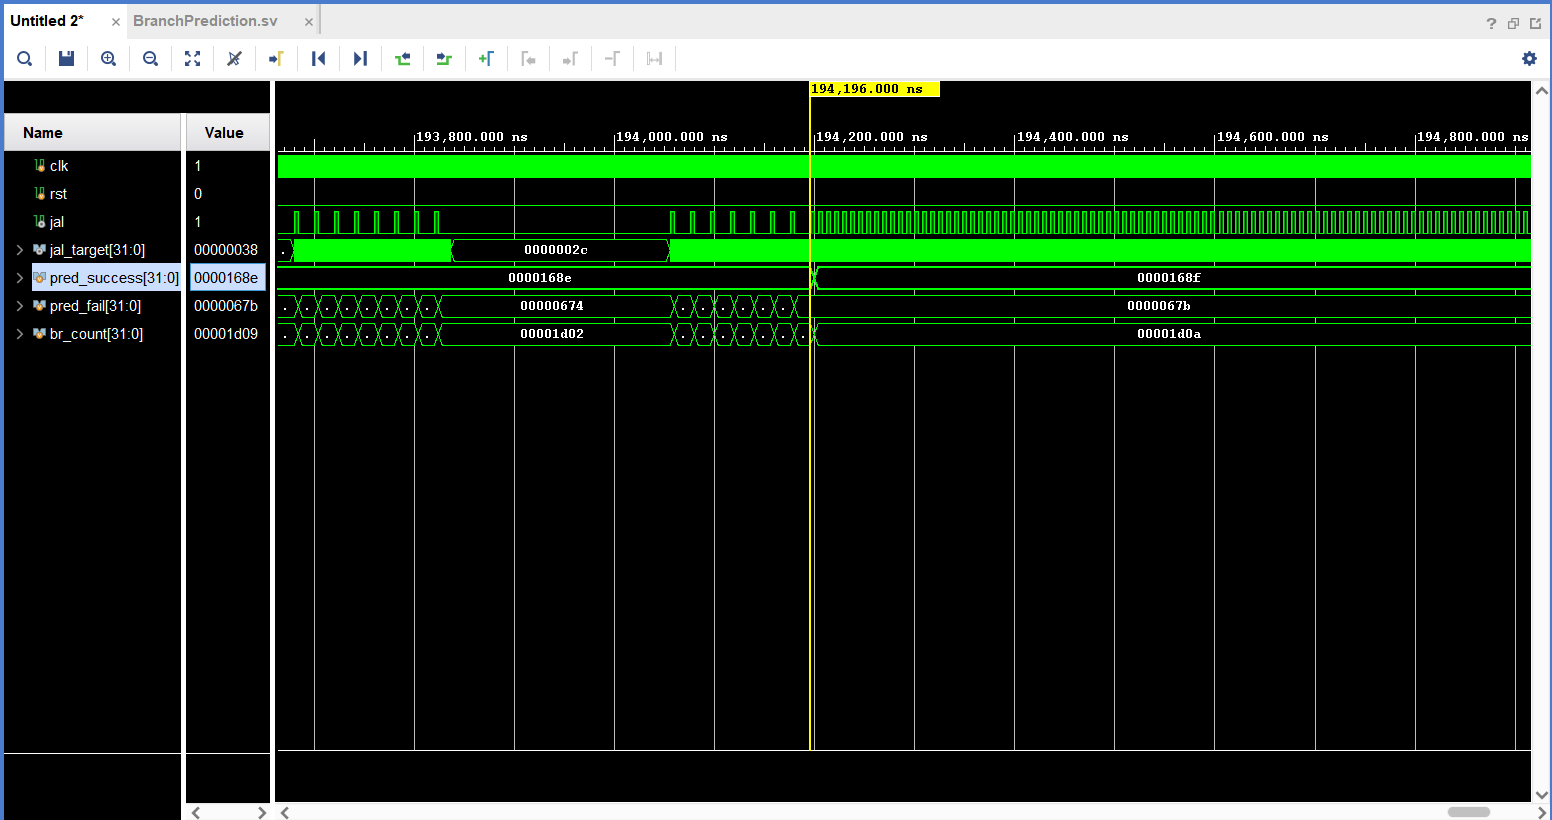 Untitled 2* × BranchPrediction.sv ×
?
194,196.000 ns
Name Value
193,800.000 ns 194,000.000 ns 194,200.000 ns 194,400.000 ns 194,600.000 ns 194,800.000 ns
clk 1
rst 0
jal 1
jal_target[31:0] 00000038 . 0000002c
pred_success[31:0] 0000168e 0000168e 0000168f
pred_fail[31:0] 0000067b . . . . . . . . 00000674 . . . . . . 0000067b
br_count[31:0] 00001d09 . . . . . . . . 00001d02 . . . . . . . 00001d0a